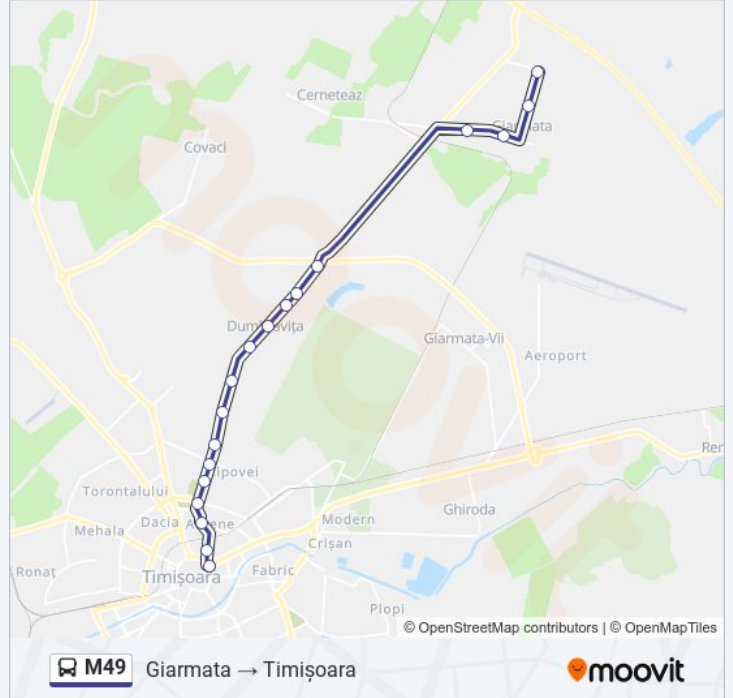 Cerneteaz
Giarmata
Covaci
Dumbrăvița
Giarmata-Vii
Aeroport
Lipovei
Torontalului
Ghiroda
Mehala
Dacia
Modern
Crișan
Ronaț
Timișoara
Fabric
Plopi
© OpenStreetMap contributors | © OpenMapTiles
M49 Giarmata → Timișoara
moovit